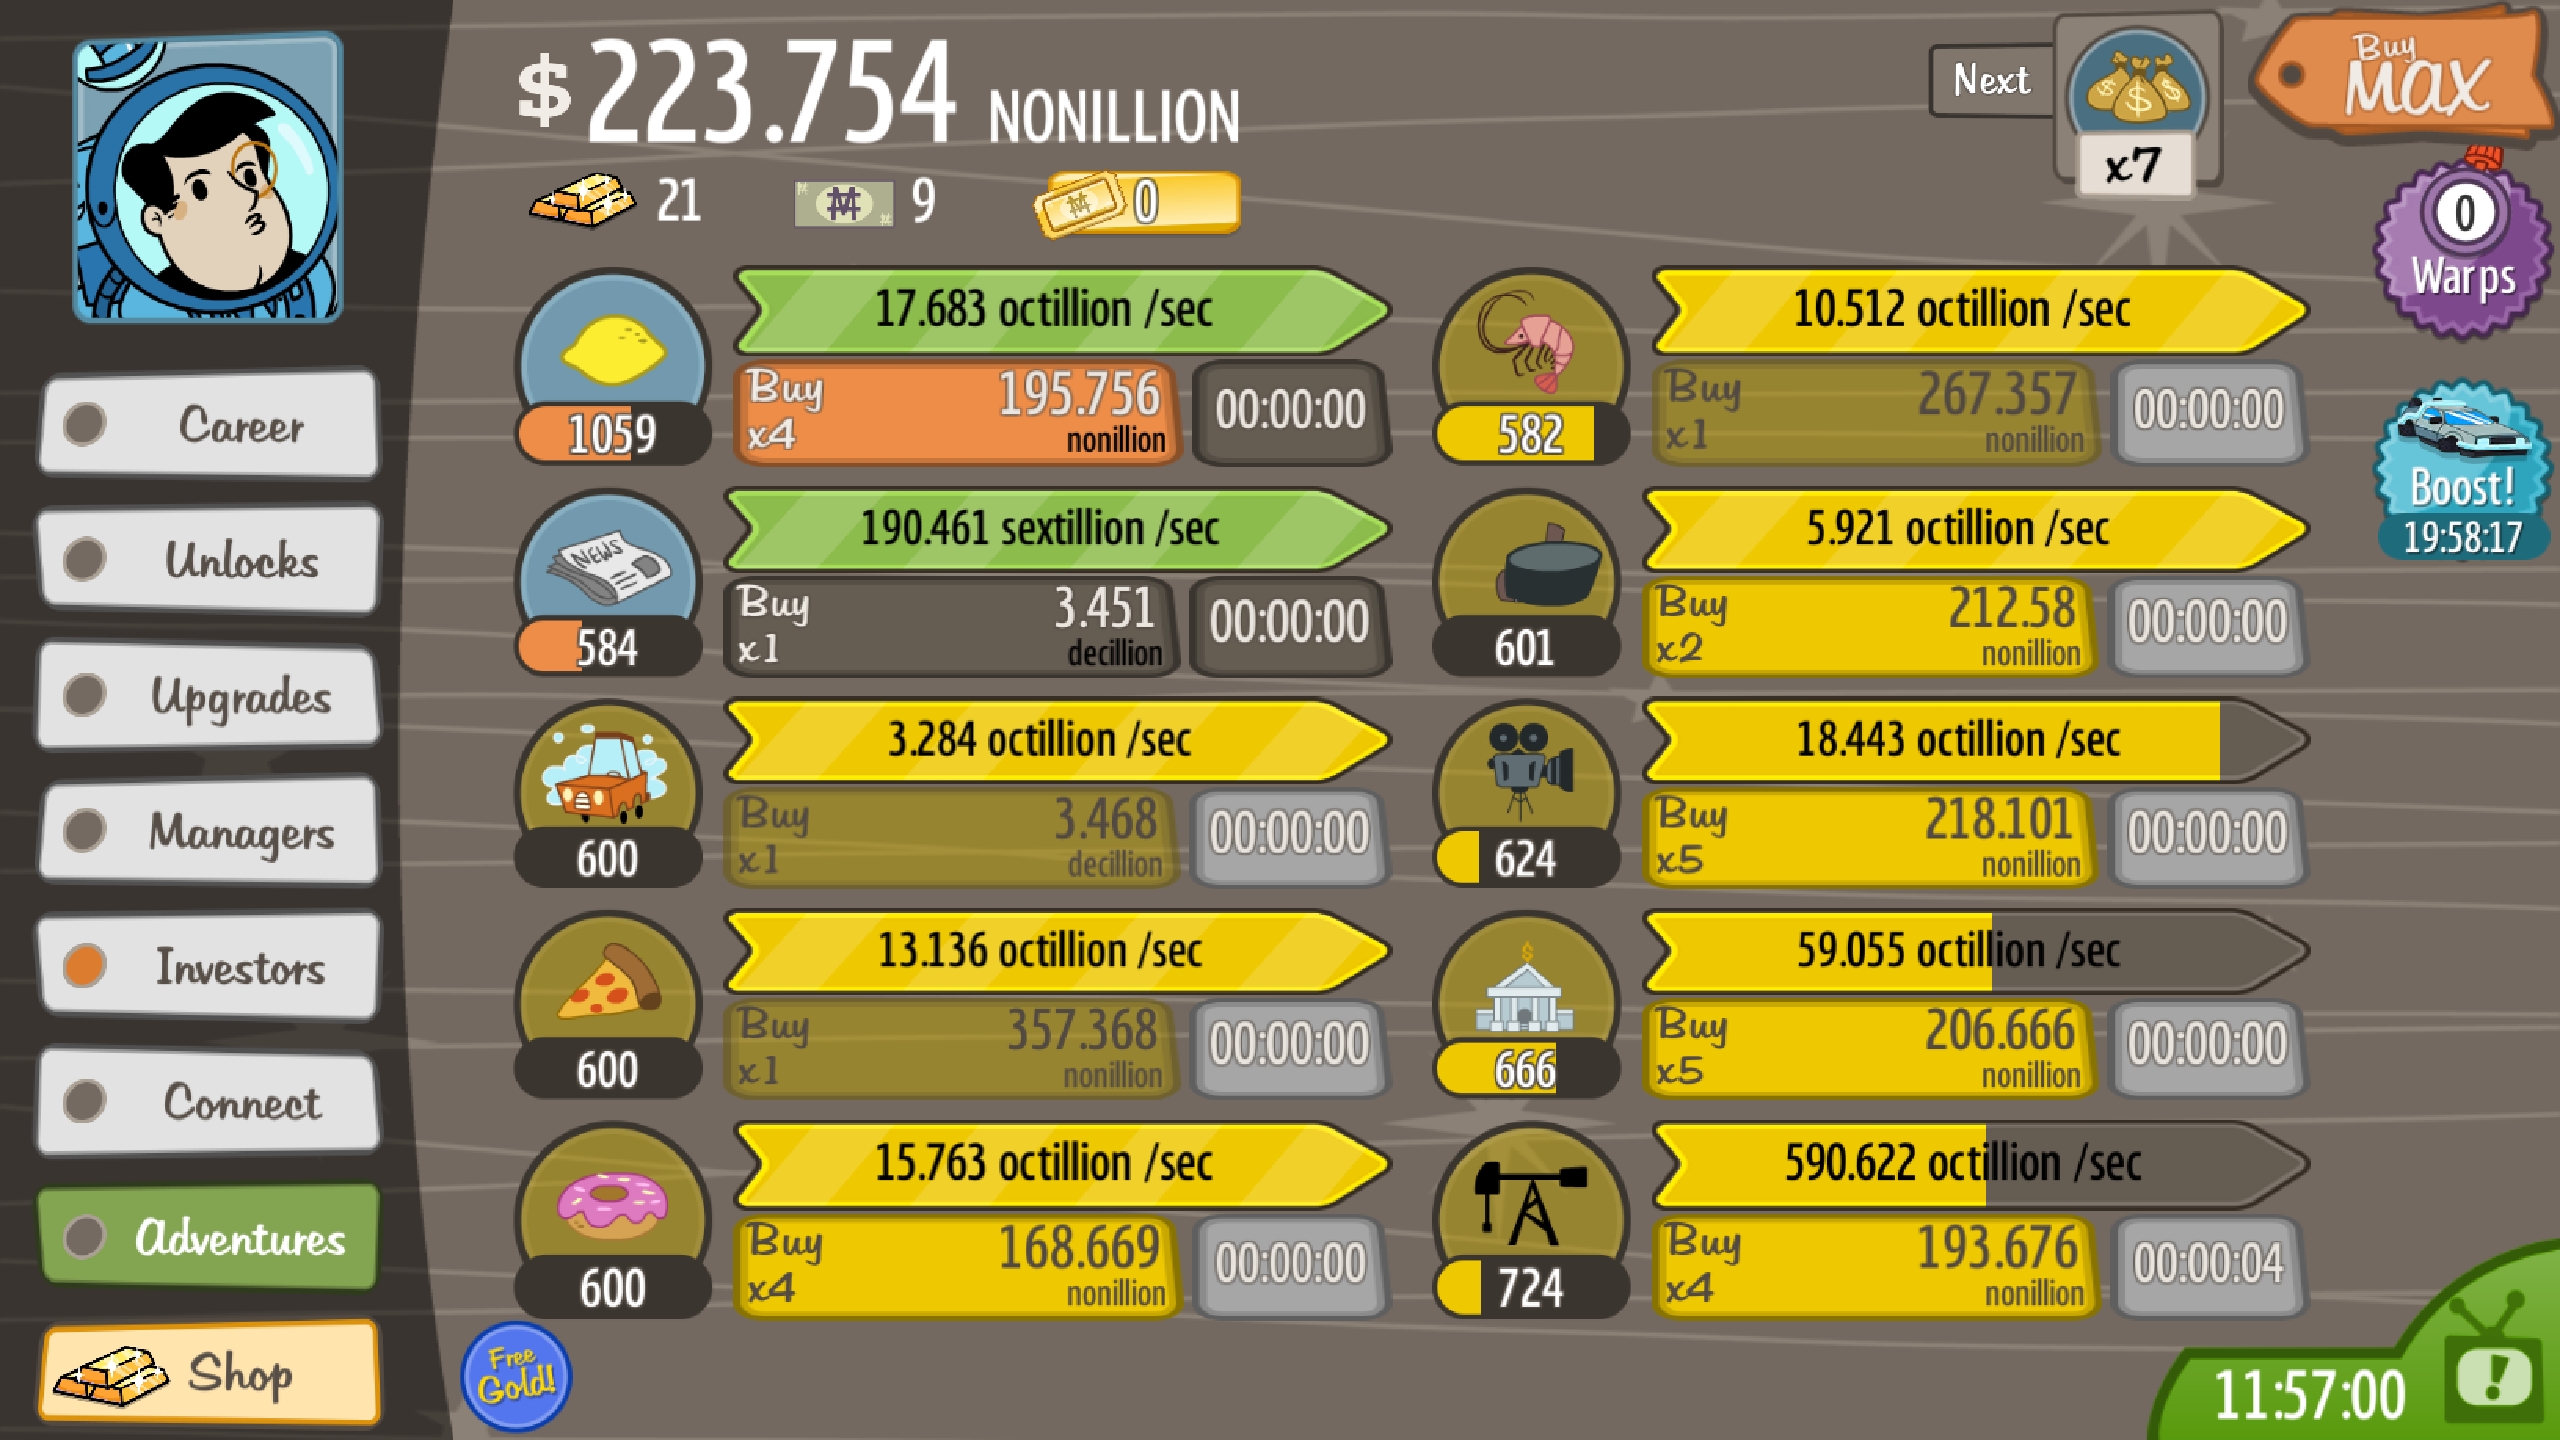 $223.754 NONILLION
21
9
0
Next
x7
Buy
MAX
0
Warps
Boost!
19:58:17
Career
Unlocks
Upgrades
Managers
Investors
Connect
Adventures
Shop
17.683 octillion /sec
Buy
x4
195.756
nonillion
00:00:00
1059
190.461 sextillion /sec
NEWS
Buy
x1
3.451
decillion
00:00:00
584
3.284 octillion /sec
Buy
x1
3.468
decillion
00:00:00
600
13.136 octillion /sec
Buy
x1
357.368
nonillion
00:00:00
600
15.763 octillion /sec
Buy
x4
168.669
nonillion
00:00:00
600
10.512 octillion /sec
Buy
x1
267.357
nonillion
00:00:00
582
5.921 octillion /sec
Buy
x2
212.58
nonillion
00:00:00
601
18.443 octillion /sec
Buy
x5
218.101
nonillion
00:00:00
624
59.055 octillion /sec
Buy
x5
206.666
nonillion
00:00:00
666
590.622 octillion /sec
Buy
x4
193.676
nonillion
00:00:04
724
Free
Gold!
11:57:00